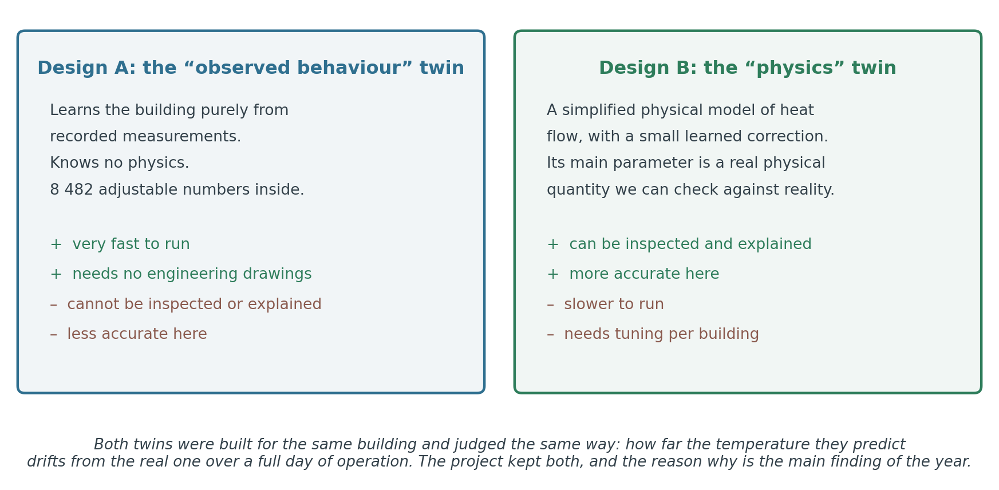 Design A: the “observed behaviour” twin
Learns the building purely from
recorded measurements.
Knows no physics.
8 482 adjustable numbers inside.
+ very fast to run
+ needs no engineering drawings
– cannot be inspected or explained
– less accurate here
Design B: the “physics” twin
A simplified physical model of heat
flow, with a small learned correction.
Its main parameter is a real physical
quantity we can check against reality.
+ can be inspected and explained
+ more accurate here
– slower to run
– needs tuning per building
Both twins were built for the same building and judged the same way: how far the temperature they predict
drifts from the real one over a full day of operation. The project kept both, and the reason why is the main finding of the year.